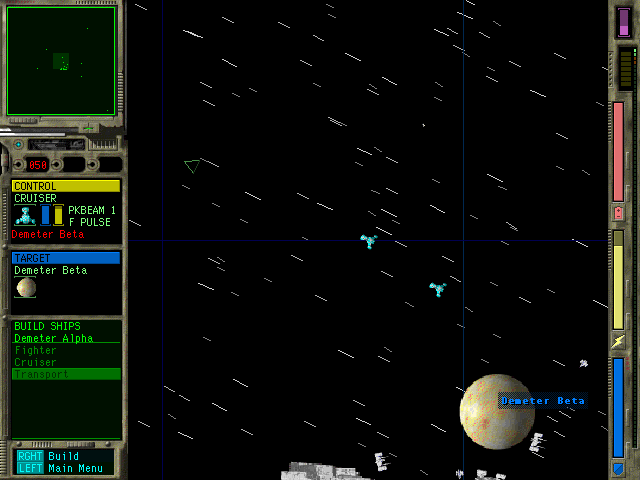 050
CONTROL
CRUISER
PKBEAM 1
F PULSE
Demeter Beta
TARGET
Demeter Beta
BUILD SHIPS
Demeter Alpha
Fighter
Cruiser
Transport
RGHT Build
LEFT Main Menu
Demeter Beta